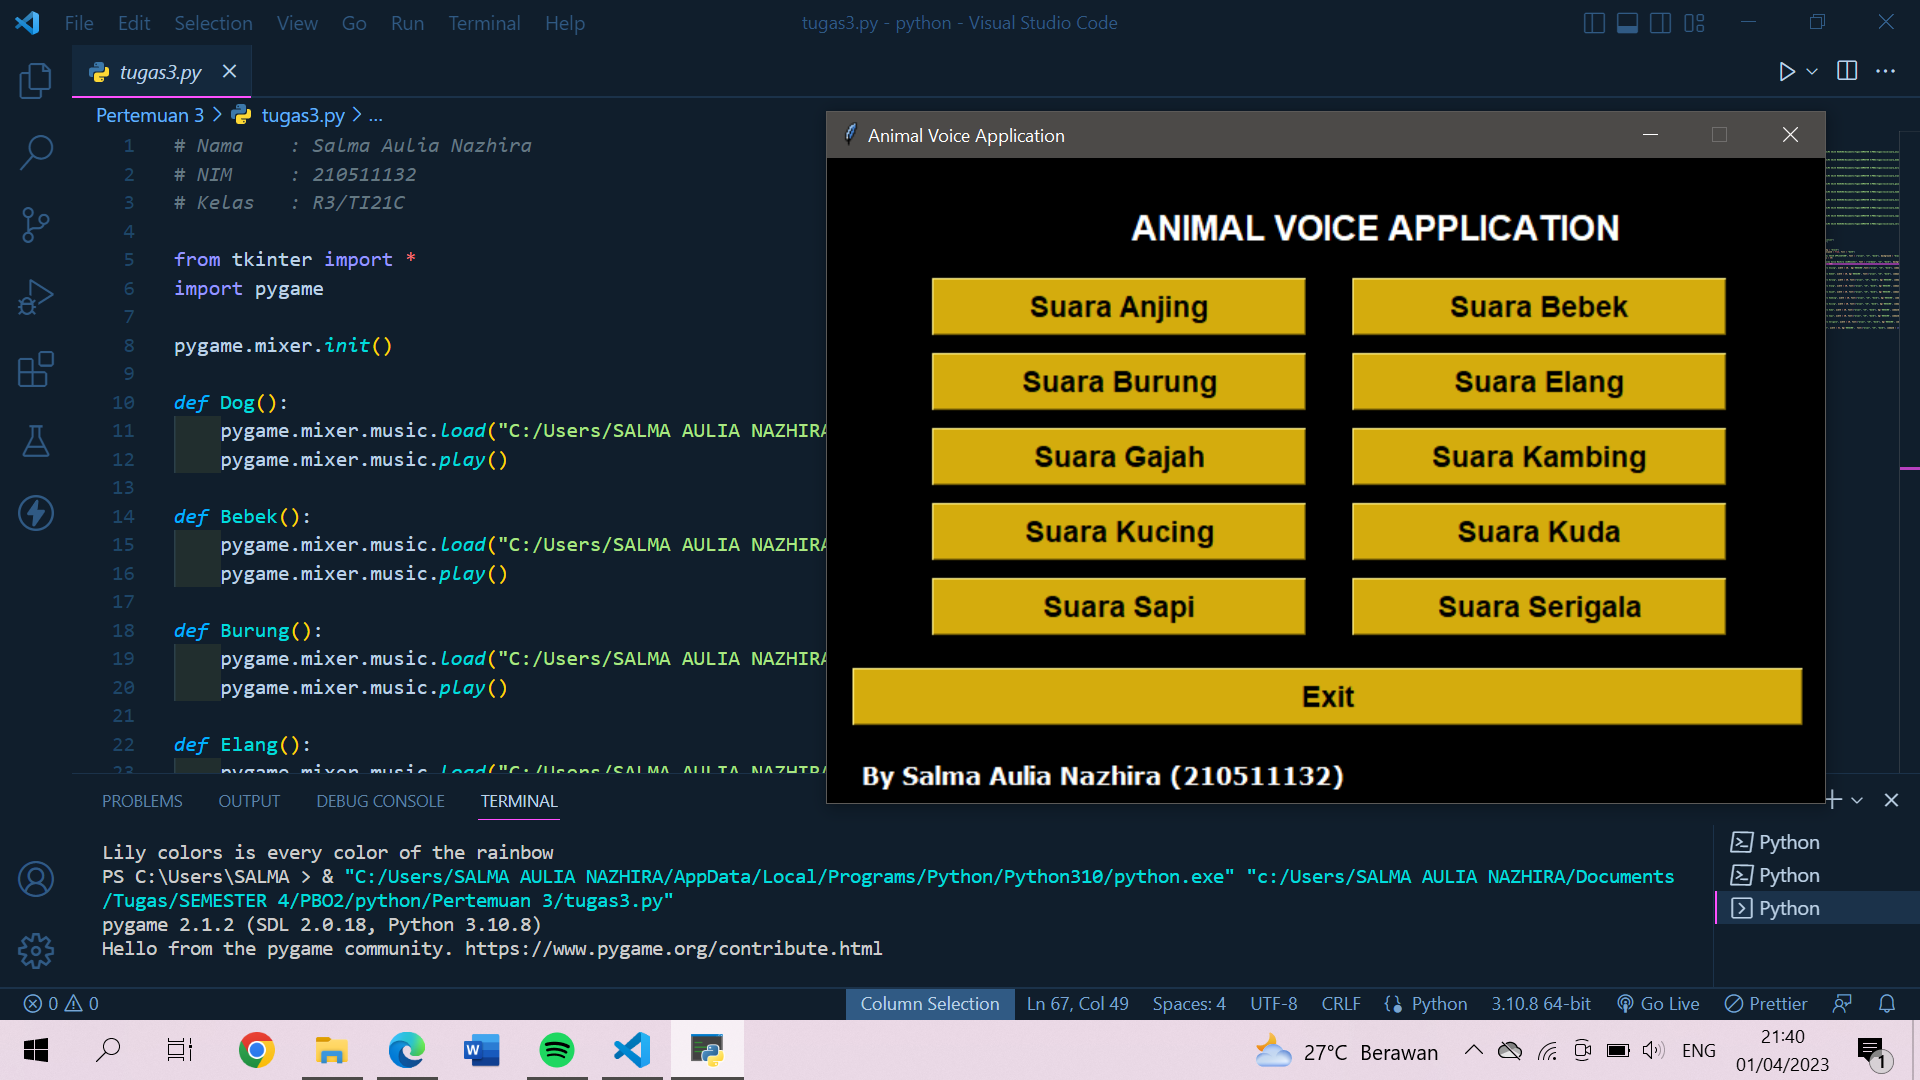 File Edit Selection View Go Run Terminal Help
tugas3.py - python - Visual Studio Code
tugas3.py
Pertemuan 3 > tugas3.py > ...
1 # Nama : Salma Aulia Nazhira
2 # NIM : 210511132
3 # Kelas : R3/TI21C
4
5 from tkinter import *
6 import pygame
7
8 pygame.mixer.init()
9
10 def Dog():
11 pygame.mixer.music.load("C:/Users/SALMA AULIA NAZHIRA
12 pygame.mixer.music.play()
13
14 def Bebek():
15 pygame.mixer.music.load("C:/Users/SALMA AULIA NAZHIRA
16 pygame.mixer.music.play()
17
18 def Burung():
19 pygame.mixer.music.load("C:/Users/SALMA AULIA NAZHIRA
20 pygame.mixer.music.play()
21
22 def Elang():
23 pygame.mixer.music.load("C:/Users/SALMA AULIA NAZHIRA
Animal Voice Application
ANIMAL VOICE APPLICATION
Suara Anjing Suara Bebek
Suara Burung Suara Elang
Suara Gajah Suara Kambing
Suara Kucing Suara Kuda
Suara Sapi Suara Serigala
Exit
By Salma Aulia Nazhira (210511132)
PROBLEMS OUTPUT DEBUG CONSOLE TERMINAL
Lily colors is every color of the rainbow
PS C:\Users\SALMA > & "C:/Users/SALMA AULIA NAZHIRA/AppData/Local/Programs/Python/Python310/python.exe" "c:/Users/SALMA AULIA NAZHIRA/Documents
/Tugas/SEMESTER 4/PBO2/python/Pertemuan 3/tugas3.py"
pygame 2.1.2 (SDL 2.0.18, Python 3.10.8)
Hello from the pygame community. https://www.pygame.org/contribute.html
Python
Python
Python
0 0
Column Selection Ln 67, Col 49 Spaces: 4 UTF-8 CRLF Python 3.10.8 64-bit Go Live Prettier
27°C Berawan
ENG
21:40
01/04/2023
1